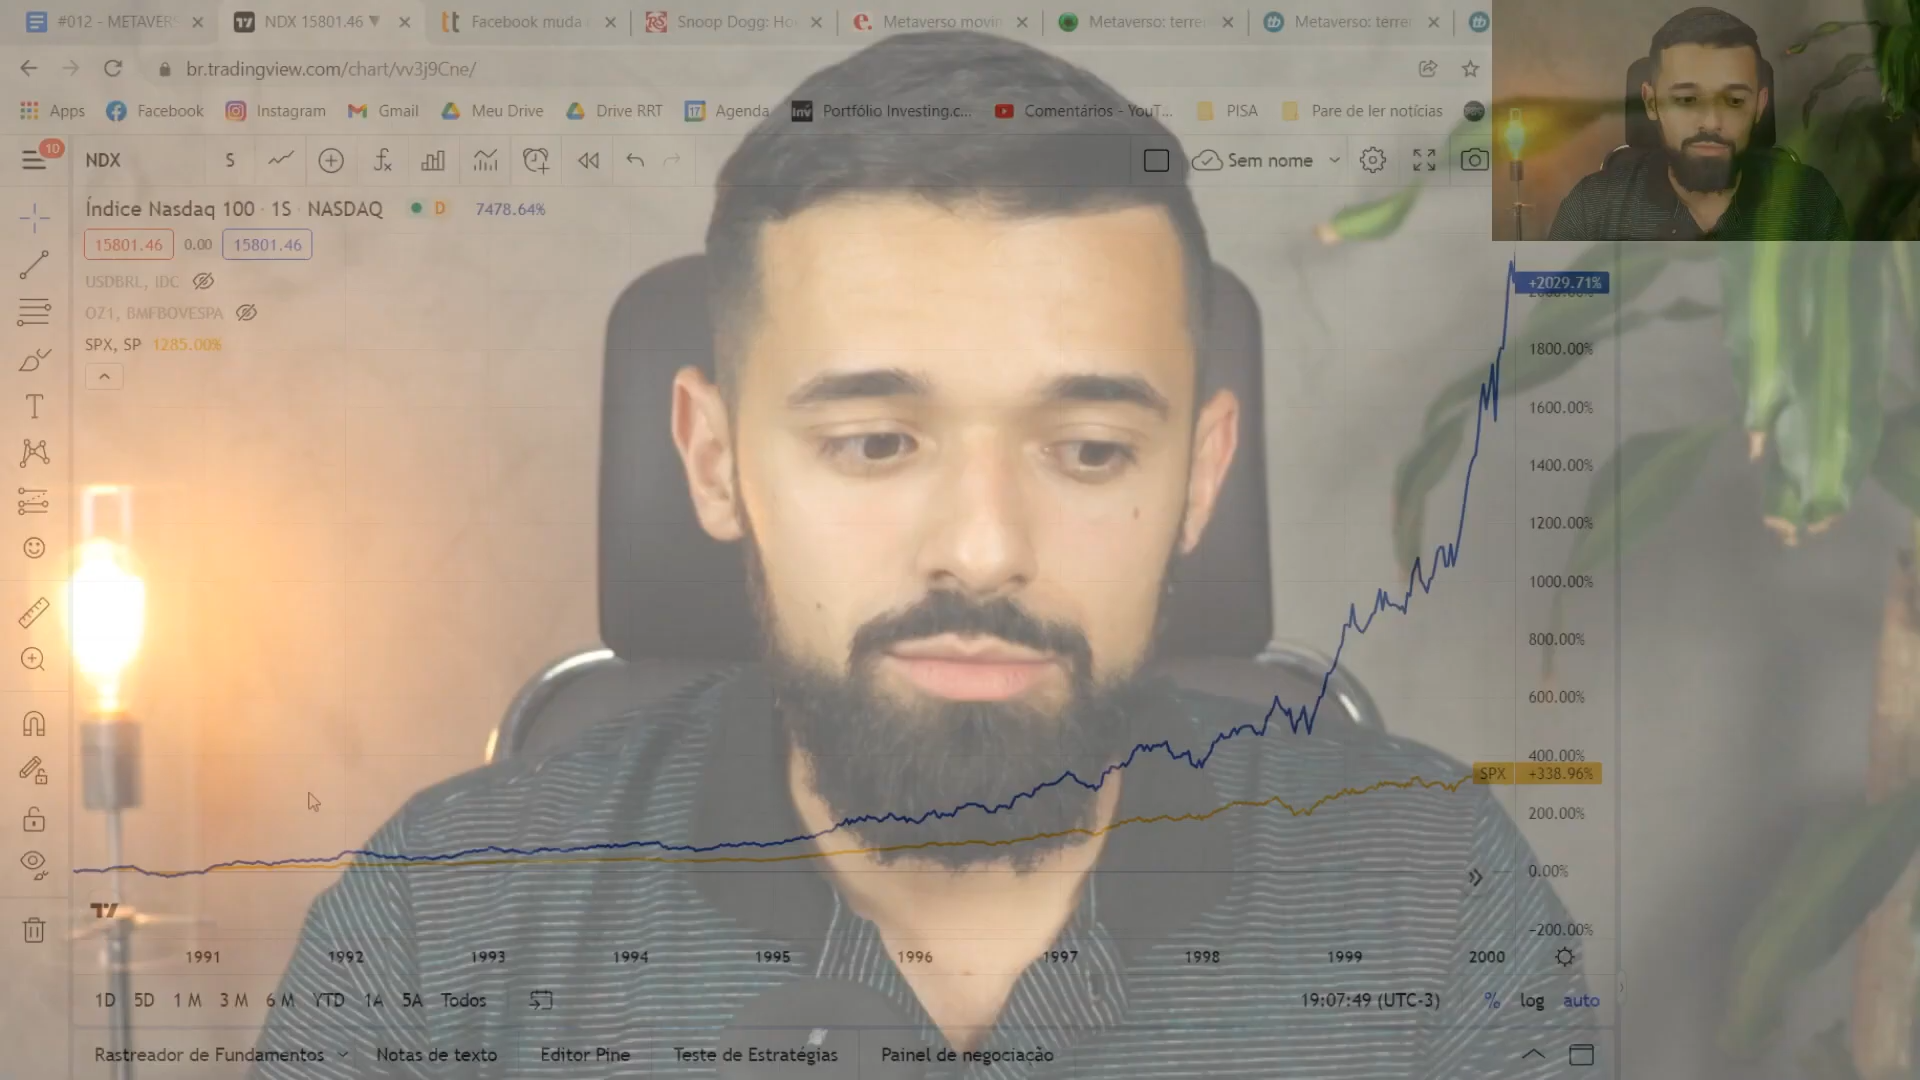 #012 - METAVERS
NDX 15801.46 ▼
Facebook muda
Snoop Dogg: Ho
Metaverso movin
Metaverso: terre
Metaverso: terre
br.tradingview.com/chart/vv3j9Cne/
Apps
Facebook
Instagram
Gmail
Meu Drive
Drive RRT
Agenda
Portfólio Investing.c...
Comentários - YouT...
PISA
Pare de ler notícias
10
NDX
S
Sem nome
Índice Nasdaq 100 · 1S · NASDAQ
D
7478.64%
15801.46
0.00
15801.46
USDBRL, IDC
OZ1, BMFBOVESPA
SPX, SP 1285.00%
+2029.71%
1800.00%
1600.00%
1400.00%
1200.00%
1000.00%
800.00%
600.00%
400.00%
SPX +338.96%
200.00%
0.00%
-200.00%
1991
1992
1993
1994
1995
1996
1997
1998
1999
2000
1D 5D 1 M 3 M 6 M YTD 1A 5A Todos
19:07:49 (UTC-3)
% log auto
Rastreador de Fundamentos
Notas de texto
Editor Pine
Teste de Estratégias
Painel de negociação